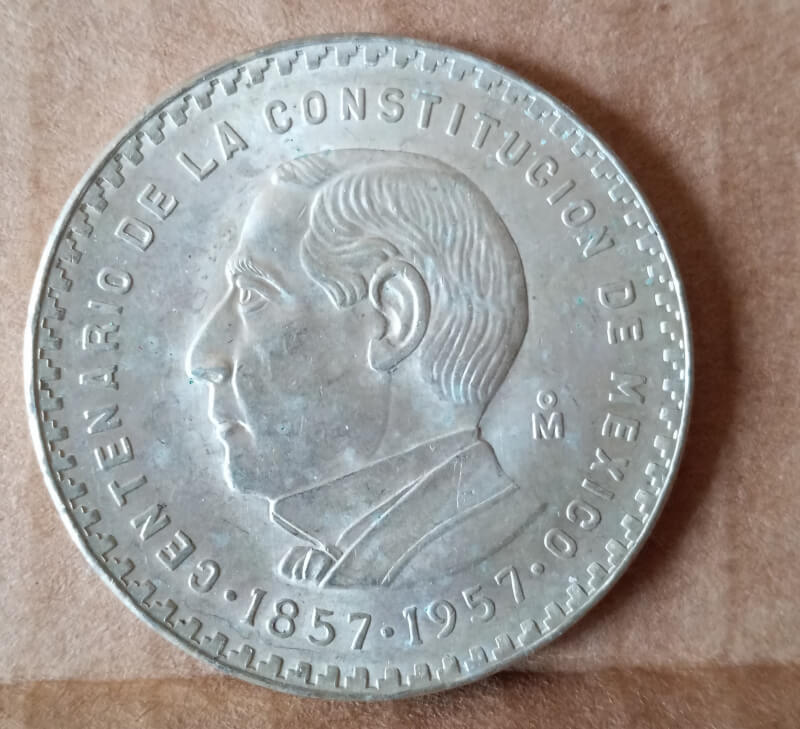 CENTENARIO DE LA CONSTITUCION DE MEXICO
· 1857 · 1957 ·
Mº